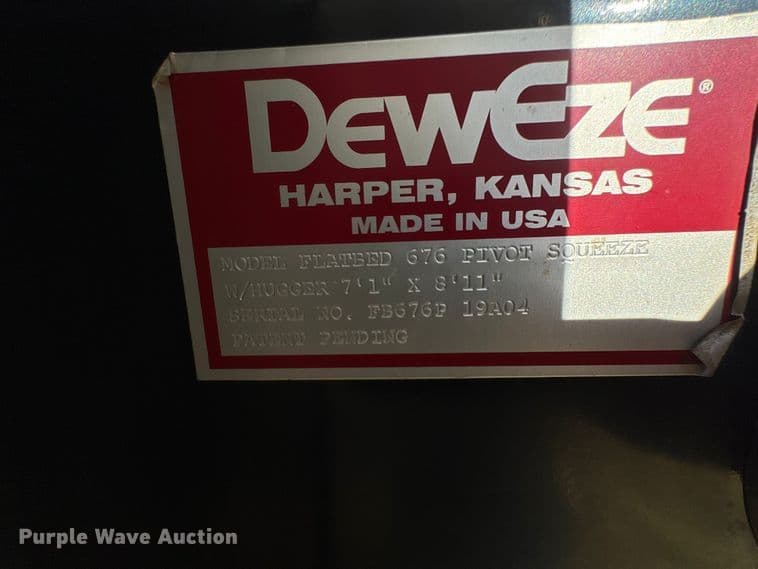 DewEze®
HARPER, KANSAS
MADE IN USA
MODEL FLATBED 676 PIVOT SQUEEZE
W/HUGGER 7'1" X 8'11"
SERIAL NO. FB676P 19A04
PATENT PENDING
Purple Wave Auction